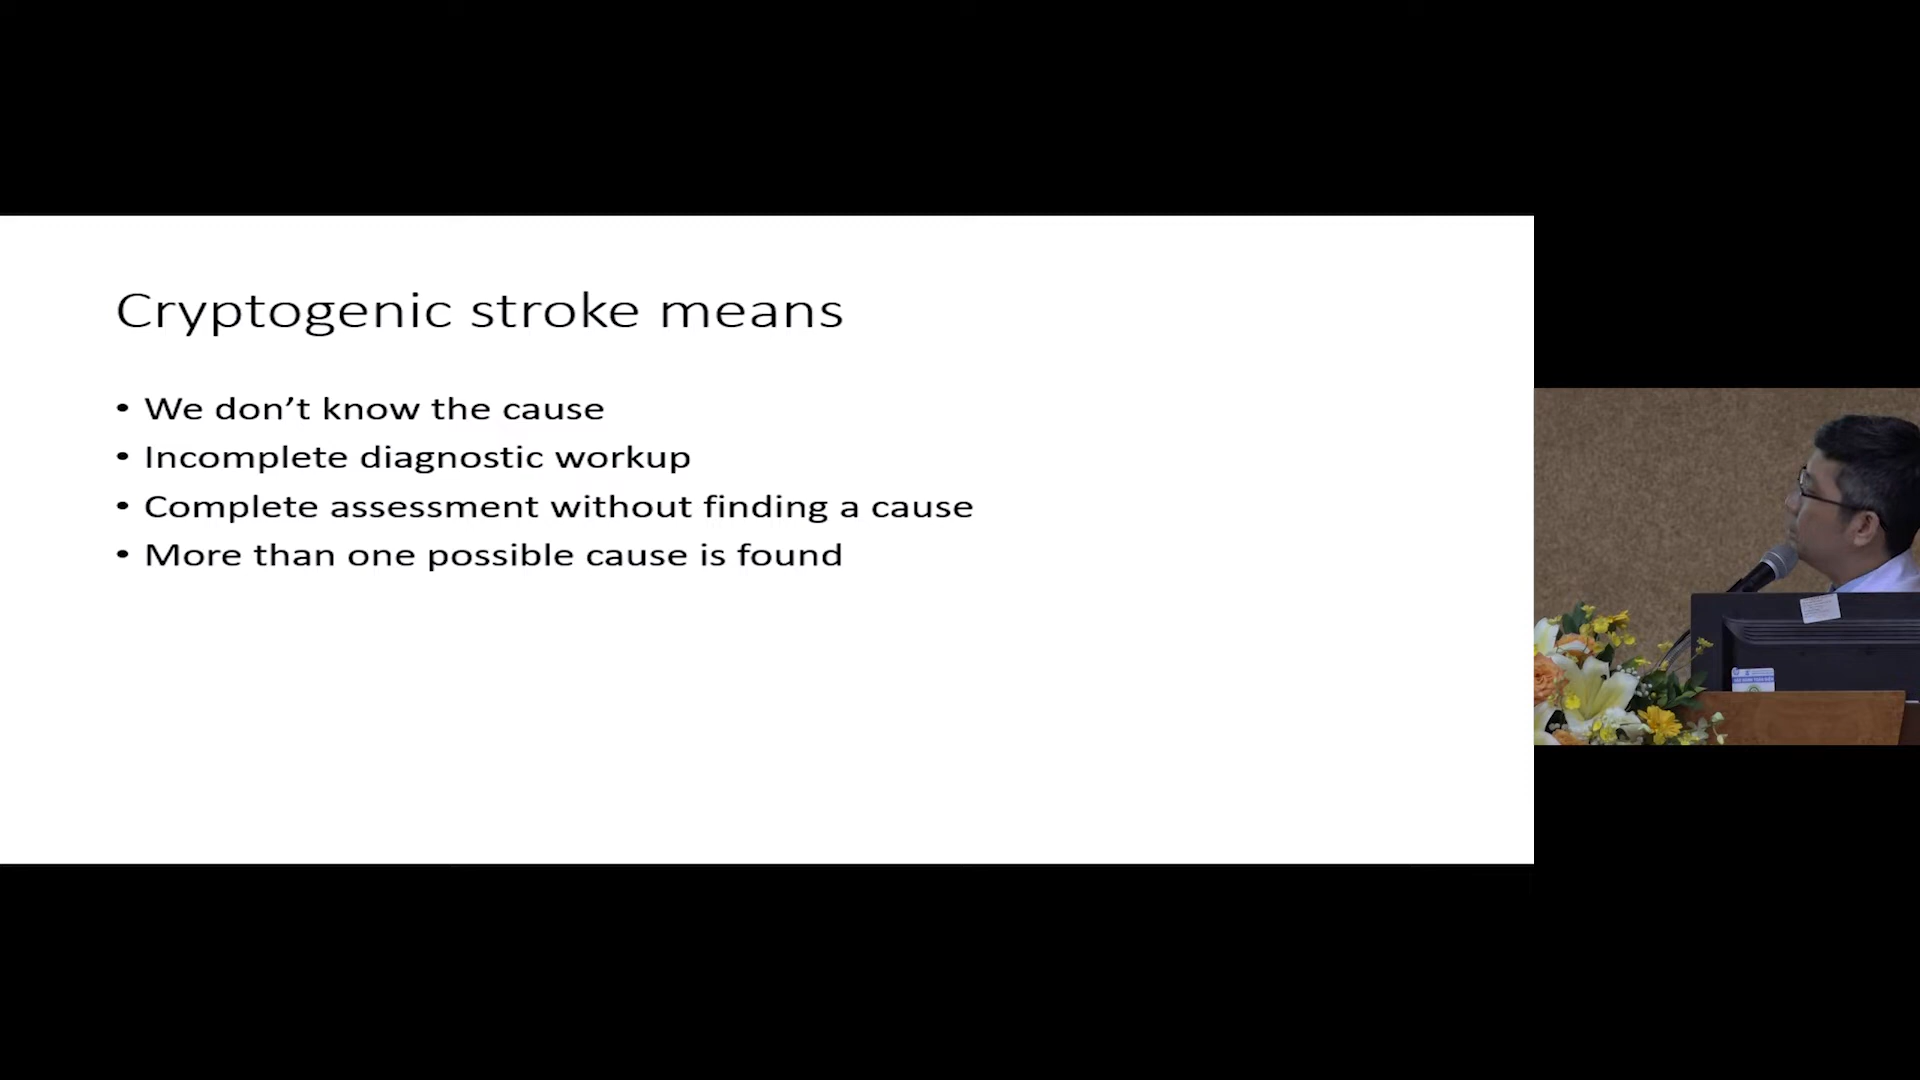 Cryptogenic stroke means
• We don’t know the cause
• Incomplete diagnostic workup
• Complete assessment without finding a cause
• More than one possible cause is found